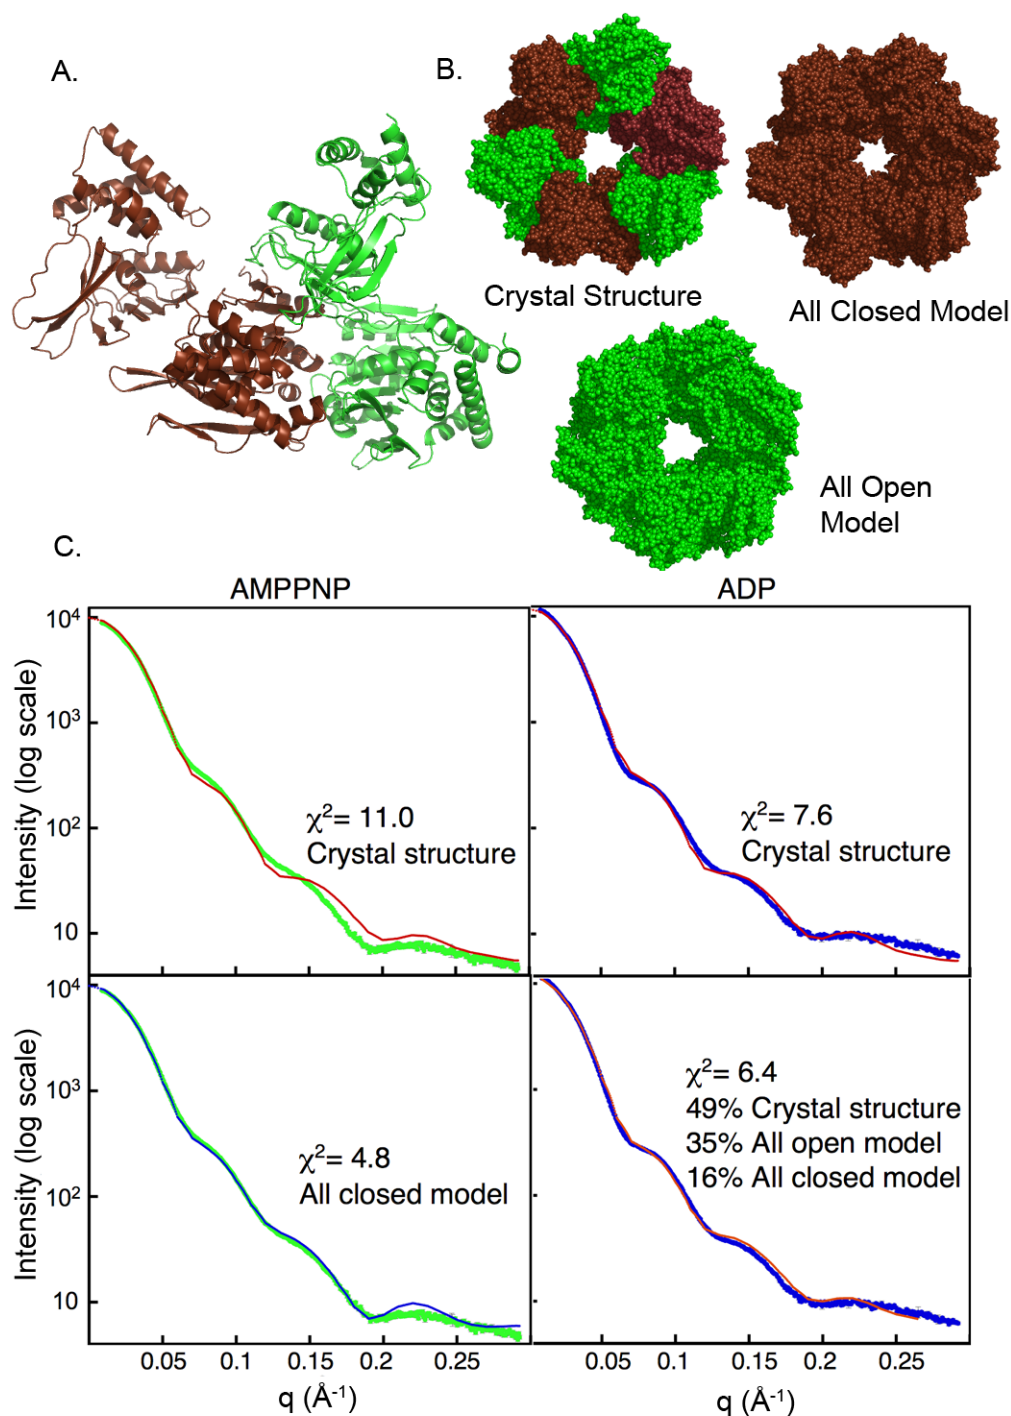 A.
B.
Crystal Structure
All Closed Model
All Open
Model
C.
AMPPNP
ADP
Intensity (log scale)
10⁴
10³
10²
10
χ²= 11.0
Crystal structure
χ²= 7.6
Crystal structure
Intensity (log scale)
10⁴
10³
10²
10
χ²= 4.8
All closed model
χ²= 6.4
49% Crystal structure
35% All open model
16% All closed model
0.05 0.1 0.15 0.2 0.25
0.05 0.1 0.15 0.2 0.25
q (Å⁻¹)
q (Å⁻¹)